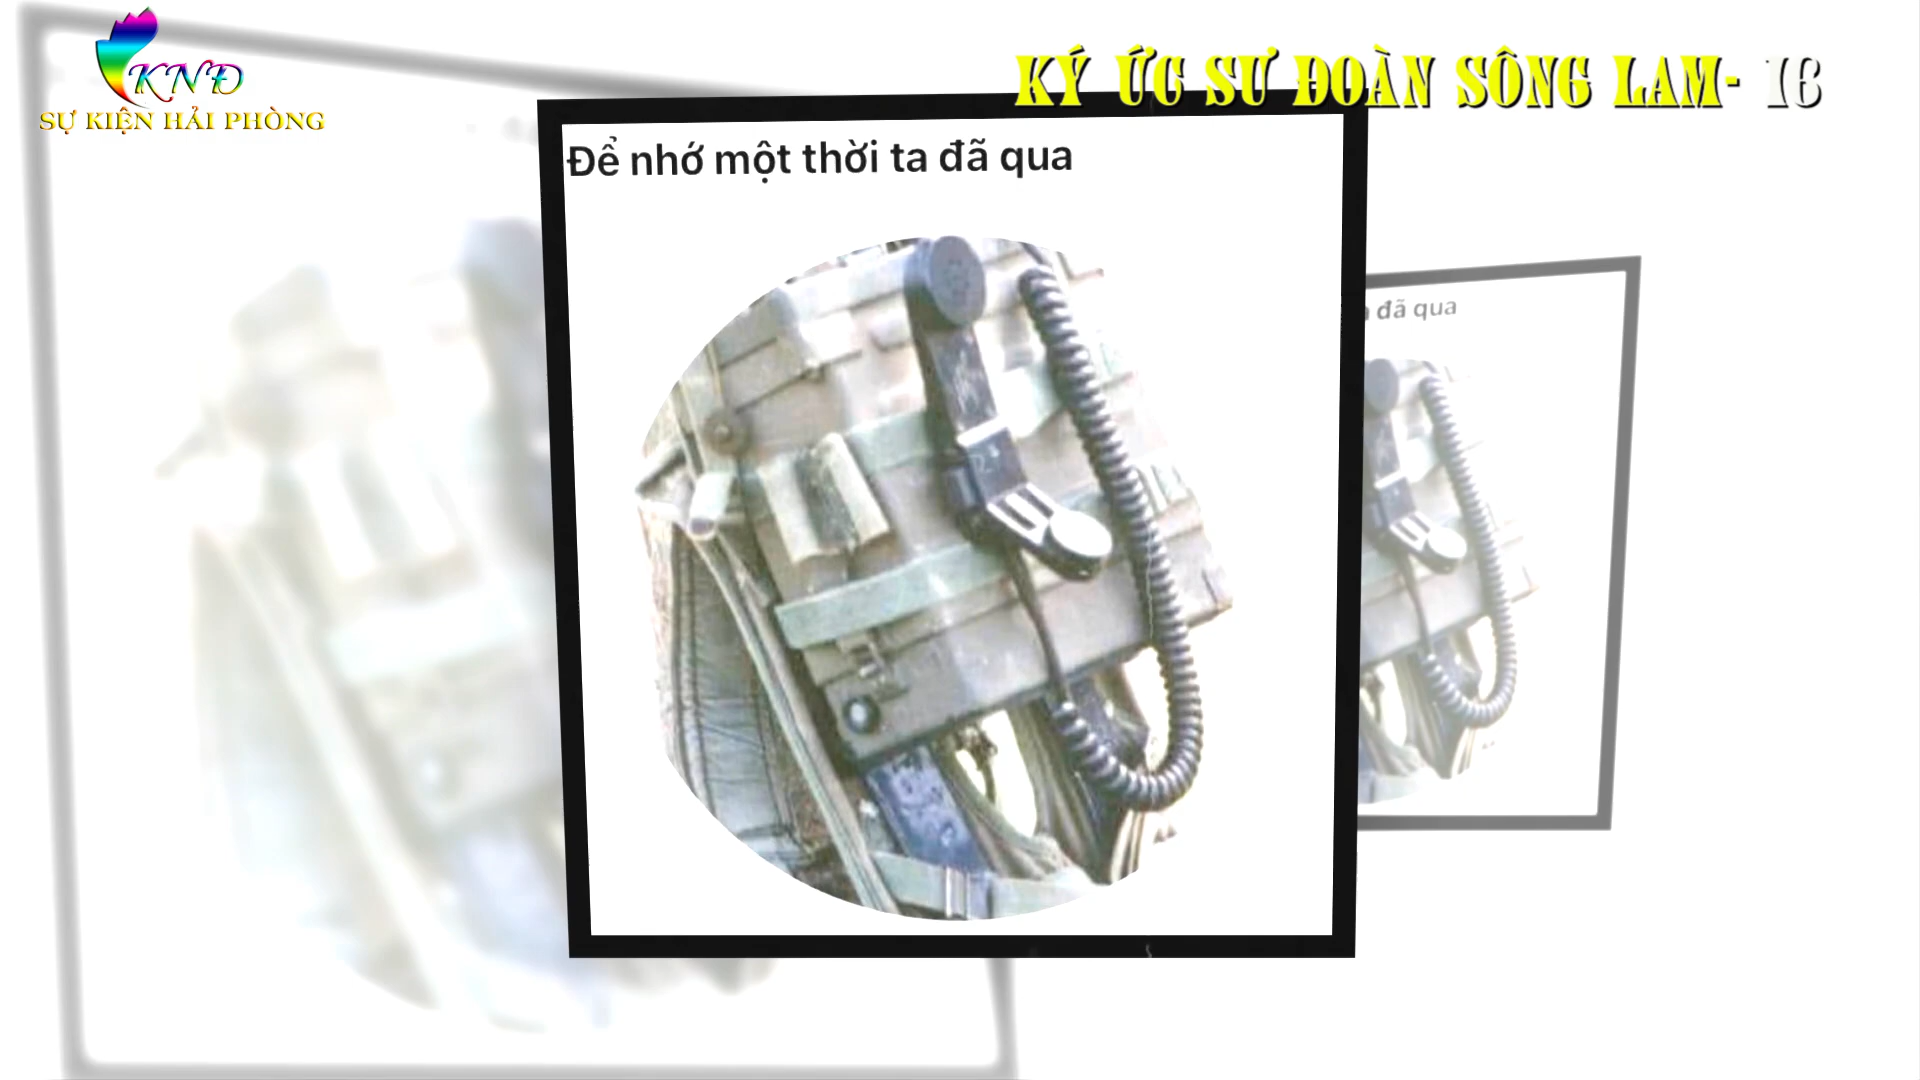 KNĐ
SỰ KIỆN HẢI PHÒNG
KÝ ỨC SƯ ĐOÀN SÔNG LAM- 16
Để nhớ một thời ta đã qua
đã qua